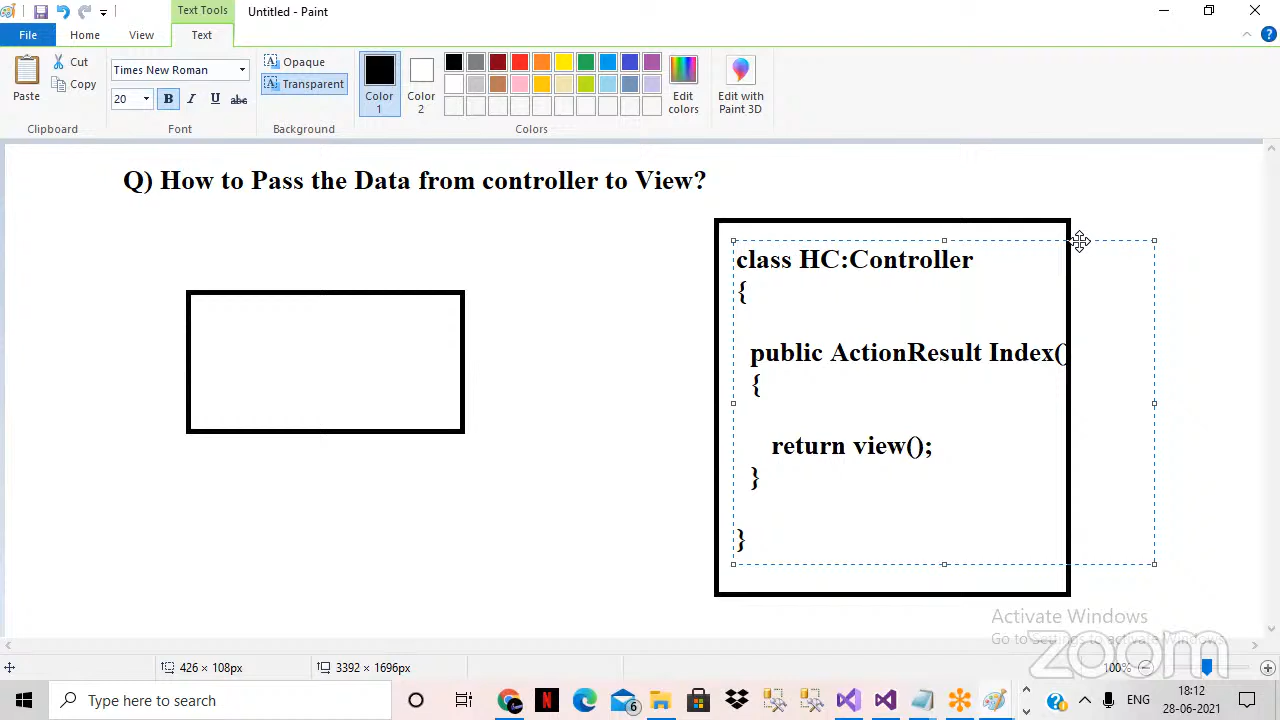 Text Tools
Untitled - Paint
File
Home
View
Text
Paste
Cut
Copy
Clipboard
Times New Roman
20
B
I
U
abc
Font
Opaque
Transparent
Background
Color
1
Color
2
Colors
Edit
colors
Edit with
Paint 3D
Q) How to Pass the Data from controller to View?
class HC:Controller
{
public ActionResult Index()
{
return view();
}
}
Activate Windows
Go to Settings to activate Windows.
zoom
426 × 108px
3392 × 1696px
100%
Type here to search
6
ENG
18:12
28-06-2021